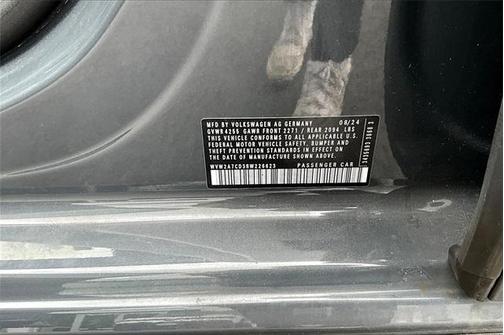 MFD BY VOLKSWAGEN AG GERMANY 08/24
GVWR 4255 GAWR FRONT 2271 / REAR 2094 LBS
THIS VEHICLE CONFORMS TO ALL APPLICABLE U.S.
FEDERAL MOTOR VEHICLE SAFETY, BUMPER AND
THEFT PREVENTION STANDARDS IN EFFECT ON
THE DATE OF MANUFACTURE SHOWN ABOVE.
PASSENGER CAR